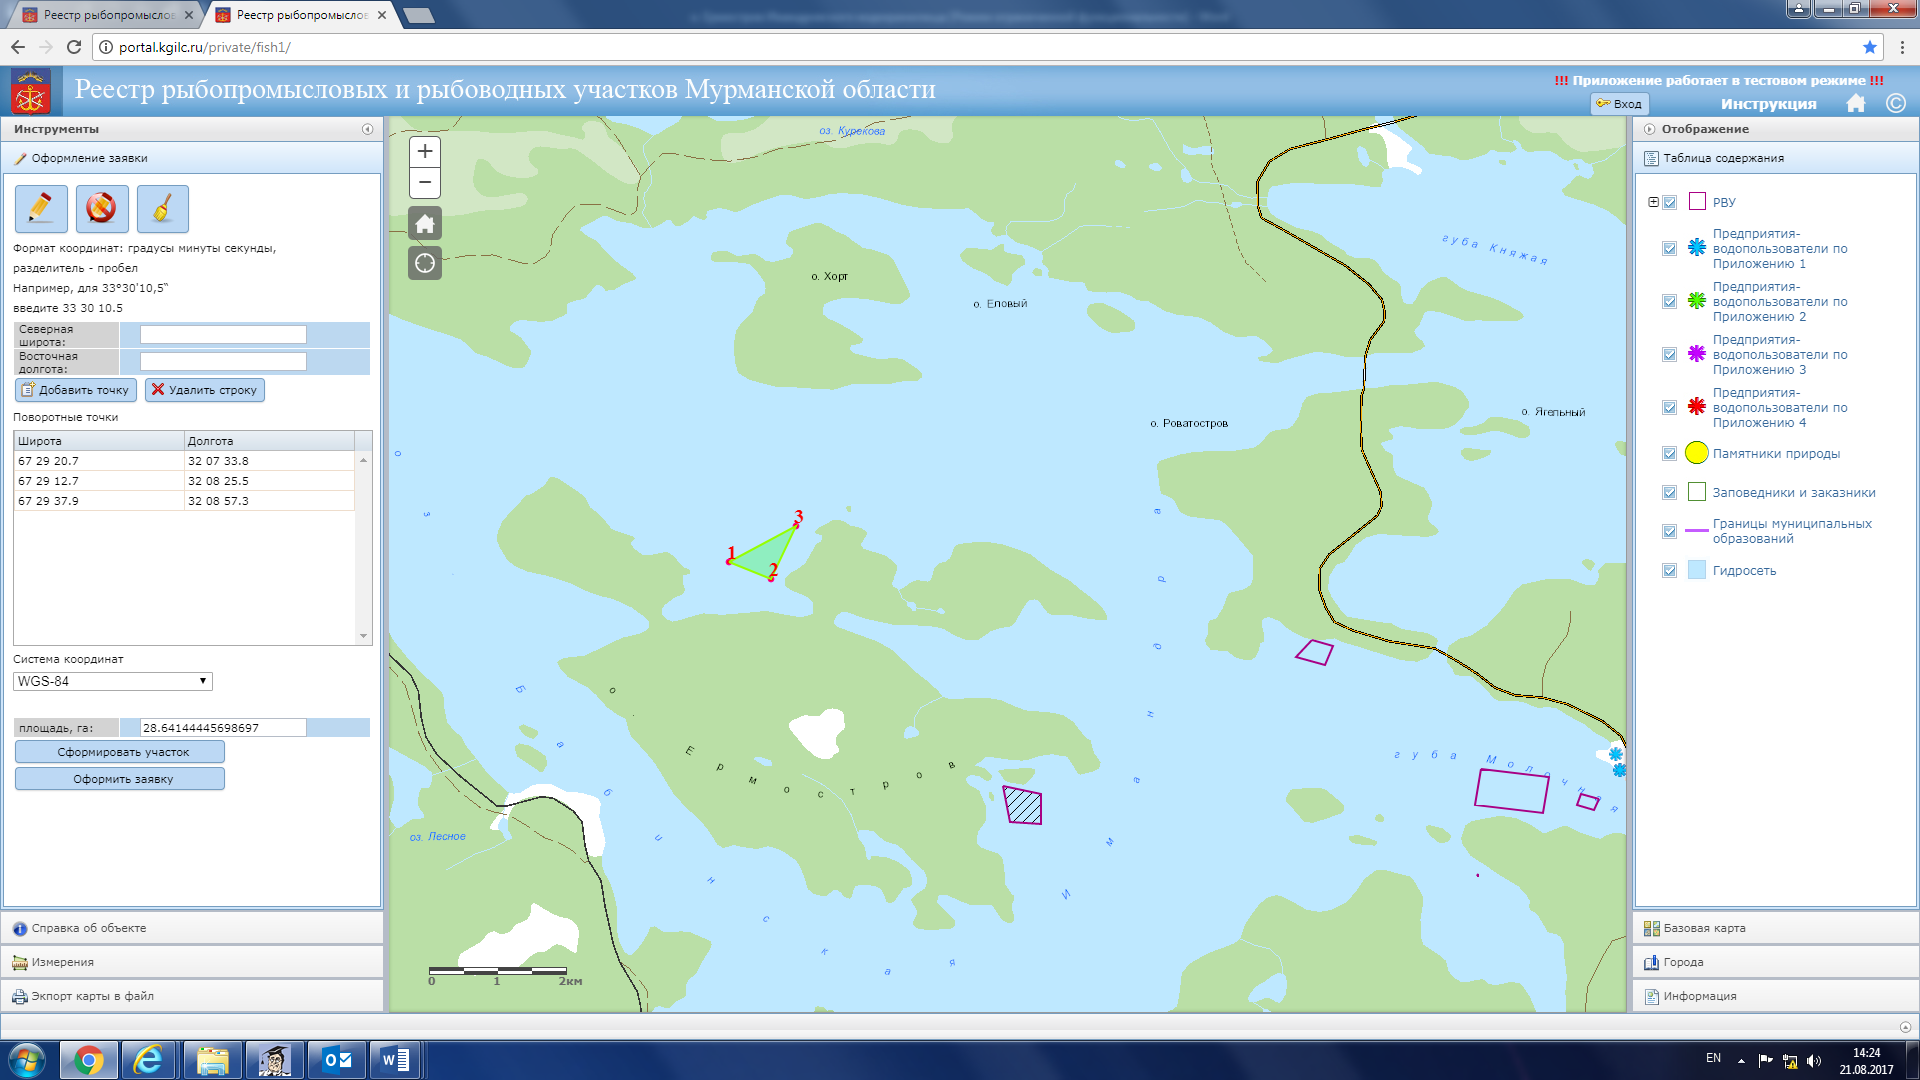 Реестр рыбопромыслов
Реестр рыбопромыслов
portal.kgilc.ru/private/fish1/
Реестр рыбопромысловых и рыбоводных участков Мурманской области
!!! Приложение работает в тестовом режиме !!!
Вход
Инструкция
©
Инструменты
Оформление заявки
Формат координат: градусы минуты секунды,
разделитель - пробел
Например, для 33°30'10,5"
введите 33 30 10.5
Северная
широта:
Восточная
долгота:
Добавить точку
Удалить строку
Поворотные точки
Широта Долгота
67 29 20.7 32 07 33.8
67 29 12.7 32 08 25.5
67 29 37.9 32 08 57.3
Система координат
WGS-84
площадь, га: 28.64144445698697
Сформировать участок
Оформить заявку
Справка об объекте
Измерения
Экспорт карты в файл
+
−
оз. Курекова
о. Хорт
о. Еловый
губа Княжая
о. Ягельный
о. Роватостров
1
2
3
о. Ермостров
губа Молочная
оз. Лесное
Бабинская Имандра
оз
0 1 2км
Отображение
Таблица содержания
РВУ
Предприятия-
водопользователи по
Приложению 1
Предприятия-
водопользователи по
Приложению 2
Предприятия-
водопользователи по
Приложению 3
Предприятия-
водопользователи по
Приложению 4
Памятники природы
Заповедники и заказники
Границы муниципальных
образований
Гидросеть
Базовая карта
Города
Информация
EN
14:24
21.08.2017